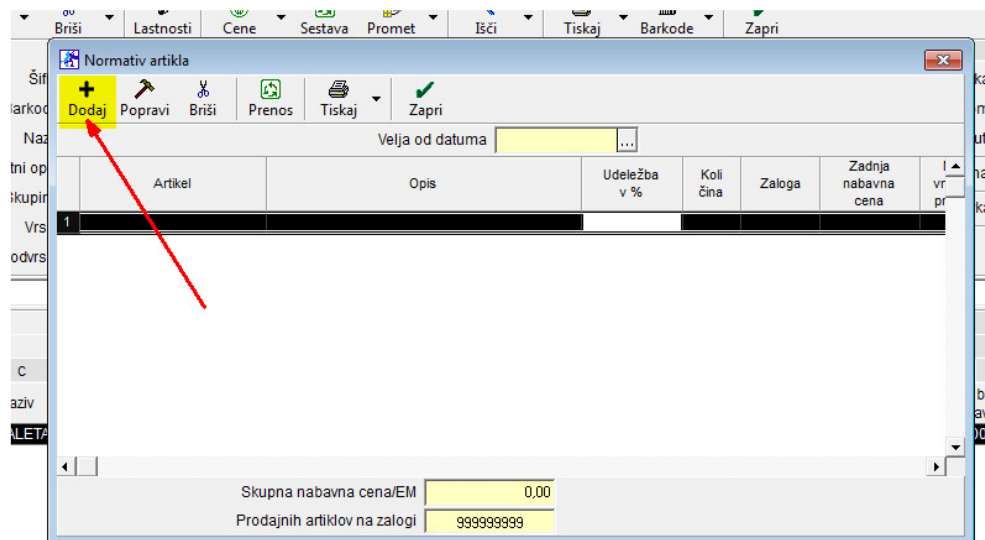 Briši Lastnosti Cene Sestava Promet Išči Tiskaj Barkode Zapri
Normativ artikla
Dodaj Popravi Briši Prenos Tiskaj Zapri
Velja od datuma ...
Artikel Opis Udeležba v % Koli čina Zaloga Zadnja nabavna cena
1
Skupna nabavna cena/EM 0,00
Prodajnih artiklov na zalogi 999999999